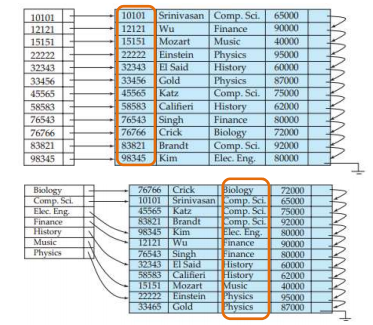 10101 10101 Srinivasan Comp. Sci. 65000
12121 12121 Wu Finance 90000
15151 15151 Mozart Music 40000
22222 22222 Einstein Physics 95000
32343 32343 El Said History 60000
33456 33456 Gold Physics 87000
45565 45565 Katz Comp. Sci. 75000
58583 58583 Califieri History 62000
76543 76543 Singh Finance 80000
76766 76766 Crick Biology 72000
83821 83821 Brandt Comp. Sci. 92000
98345 98345 Kim Elec. Eng. 80000
Biology 76766 Crick Biology 72000
Comp. Sci. 10101 Srinivasan Comp. Sci. 65000
Elec. Eng. 45565 Katz Comp. Sci. 75000
Finance 83821 Brandt Comp. Sci. 92000
History 98345 Kim Elec. Eng. 80000
Music 12121 Wu Finance 90000
Physics 76543 Singh Finance 80000
32343 El Said History 60000
58583 Califieri History 62000
15151 Mozart Music 40000
22222 Einstein Physics 95000
33465 Gold Physics 87000